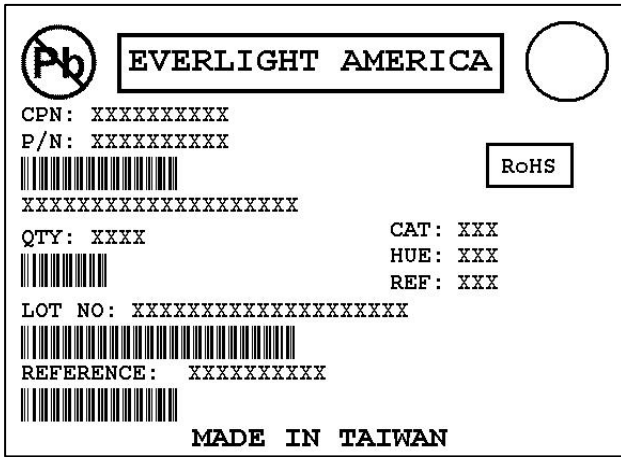 Pb
EVERLIGHT AMERICA
CPN: XXXXXXXXXX
P/N: XXXXXXXXXX
RoHS
XXXXXXXXXXXXXXXXXXXX
QTY: XXXX
CAT: XXX
HUE: XXX
REF: XXX
LOT NO: XXXXXXXXXXXXXXXXXXXX
REFERENCE: XXXXXXXXXX
MADE IN TAIWAN